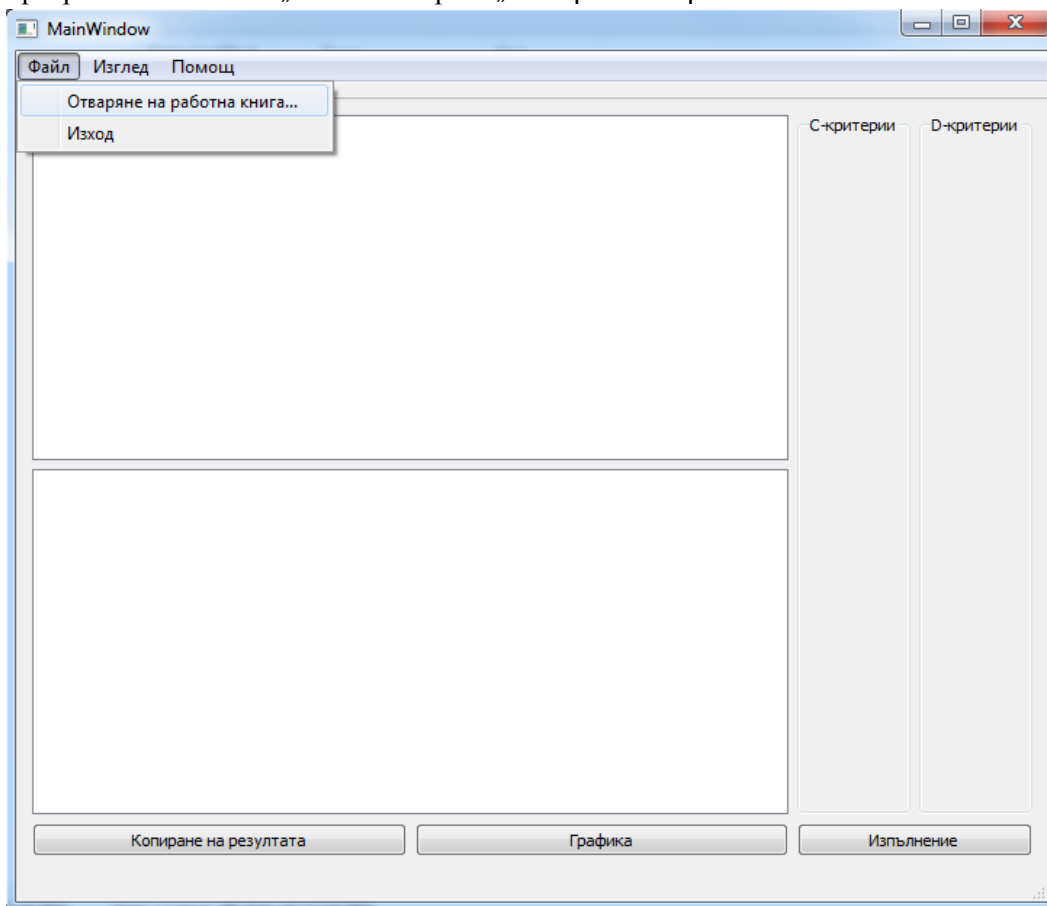 MainWindow
Файл Изглед Помощ
Отваряне на работна книга...
Изход
С-критерии D-критерии
Копиране на резултата Графика Изпълнение